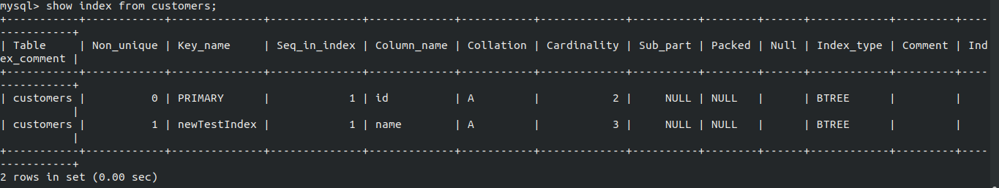 mysql> show index from customers;
+-----------+------------+--------------+--------------+-------------+-----------+-------------+----------+--------+------+------------+---------+----
-----------+
| Table     | Non_unique | Key_name     | Seq_in_index | Column_name | Collation | Cardinality | Sub_part | Packed | Null | Index_type | Comment | Ind
ex_comment |
+-----------+------------+--------------+--------------+-------------+-----------+-------------+----------+--------+------+------------+---------+----
-----------+
| customers |          0 | PRIMARY      |            1 | id          | A         |           2 |     NULL | NULL   |      | BTREE      |         |
           |
| customers |          1 | newTestIndex |            1 | name        | A         |           3 |     NULL | NULL   |      | BTREE      |         |
           |
+-----------+------------+--------------+--------------+-------------+-----------+-------------+----------+--------+------+------------+---------+----
-----------+
2 rows in set (0.00 sec)